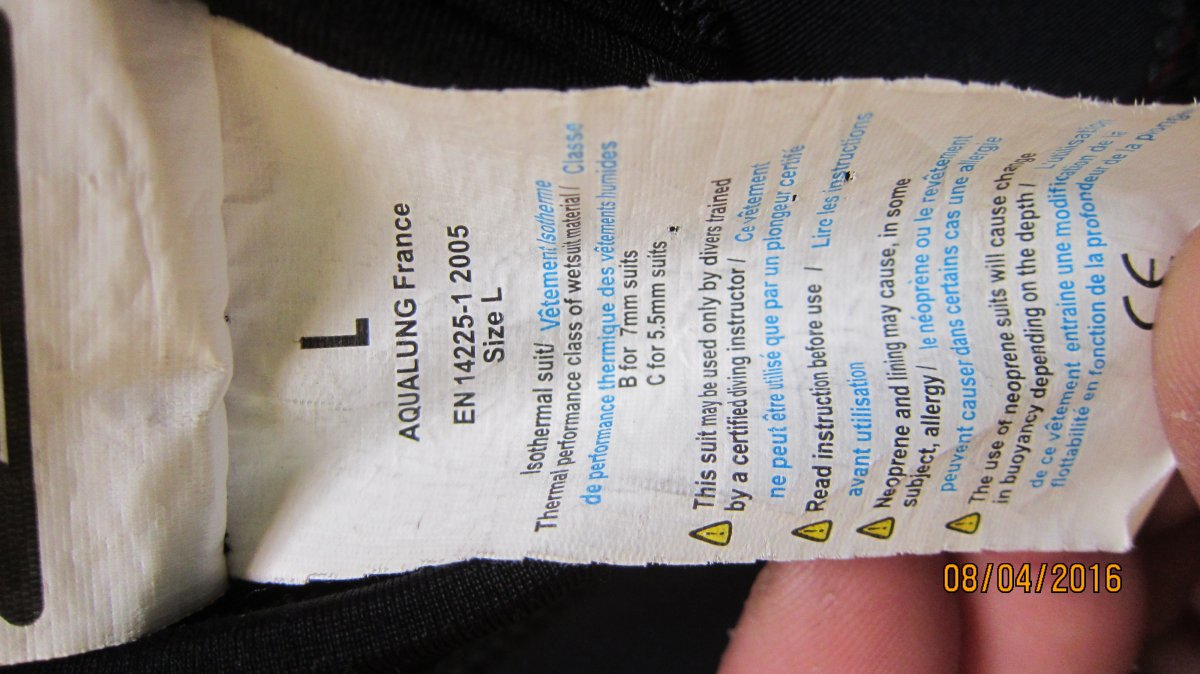 L
AQUALUNG France
EN 14225-1 2005
Size L
Isothermal suit/ Vêtement Isotherme
Thermal performance class of wetsuit material / Classe
de performance thermique des vêtements humides
B for 7mm suits
C for 5.5mm suits
This suit may be used only by divers trained
by a certified diving instructor / Ce vêtement
ne peut être utilisé que par un plongeur certifié
Read instruction before use / Lire les instructions
avant utilisation
Neoprene and lining may cause, in some
subject, allergy / le néoprène ou le revêtement
peuvent causer dans certains cas une allergie
The use of neoprene suits will cause change
in buoyancy depending on the depth / L'utilisation
de ce vêtement entraine une modification de la
flottabilité en fonction de la profondeur de la plongée
CE
08/04/2016